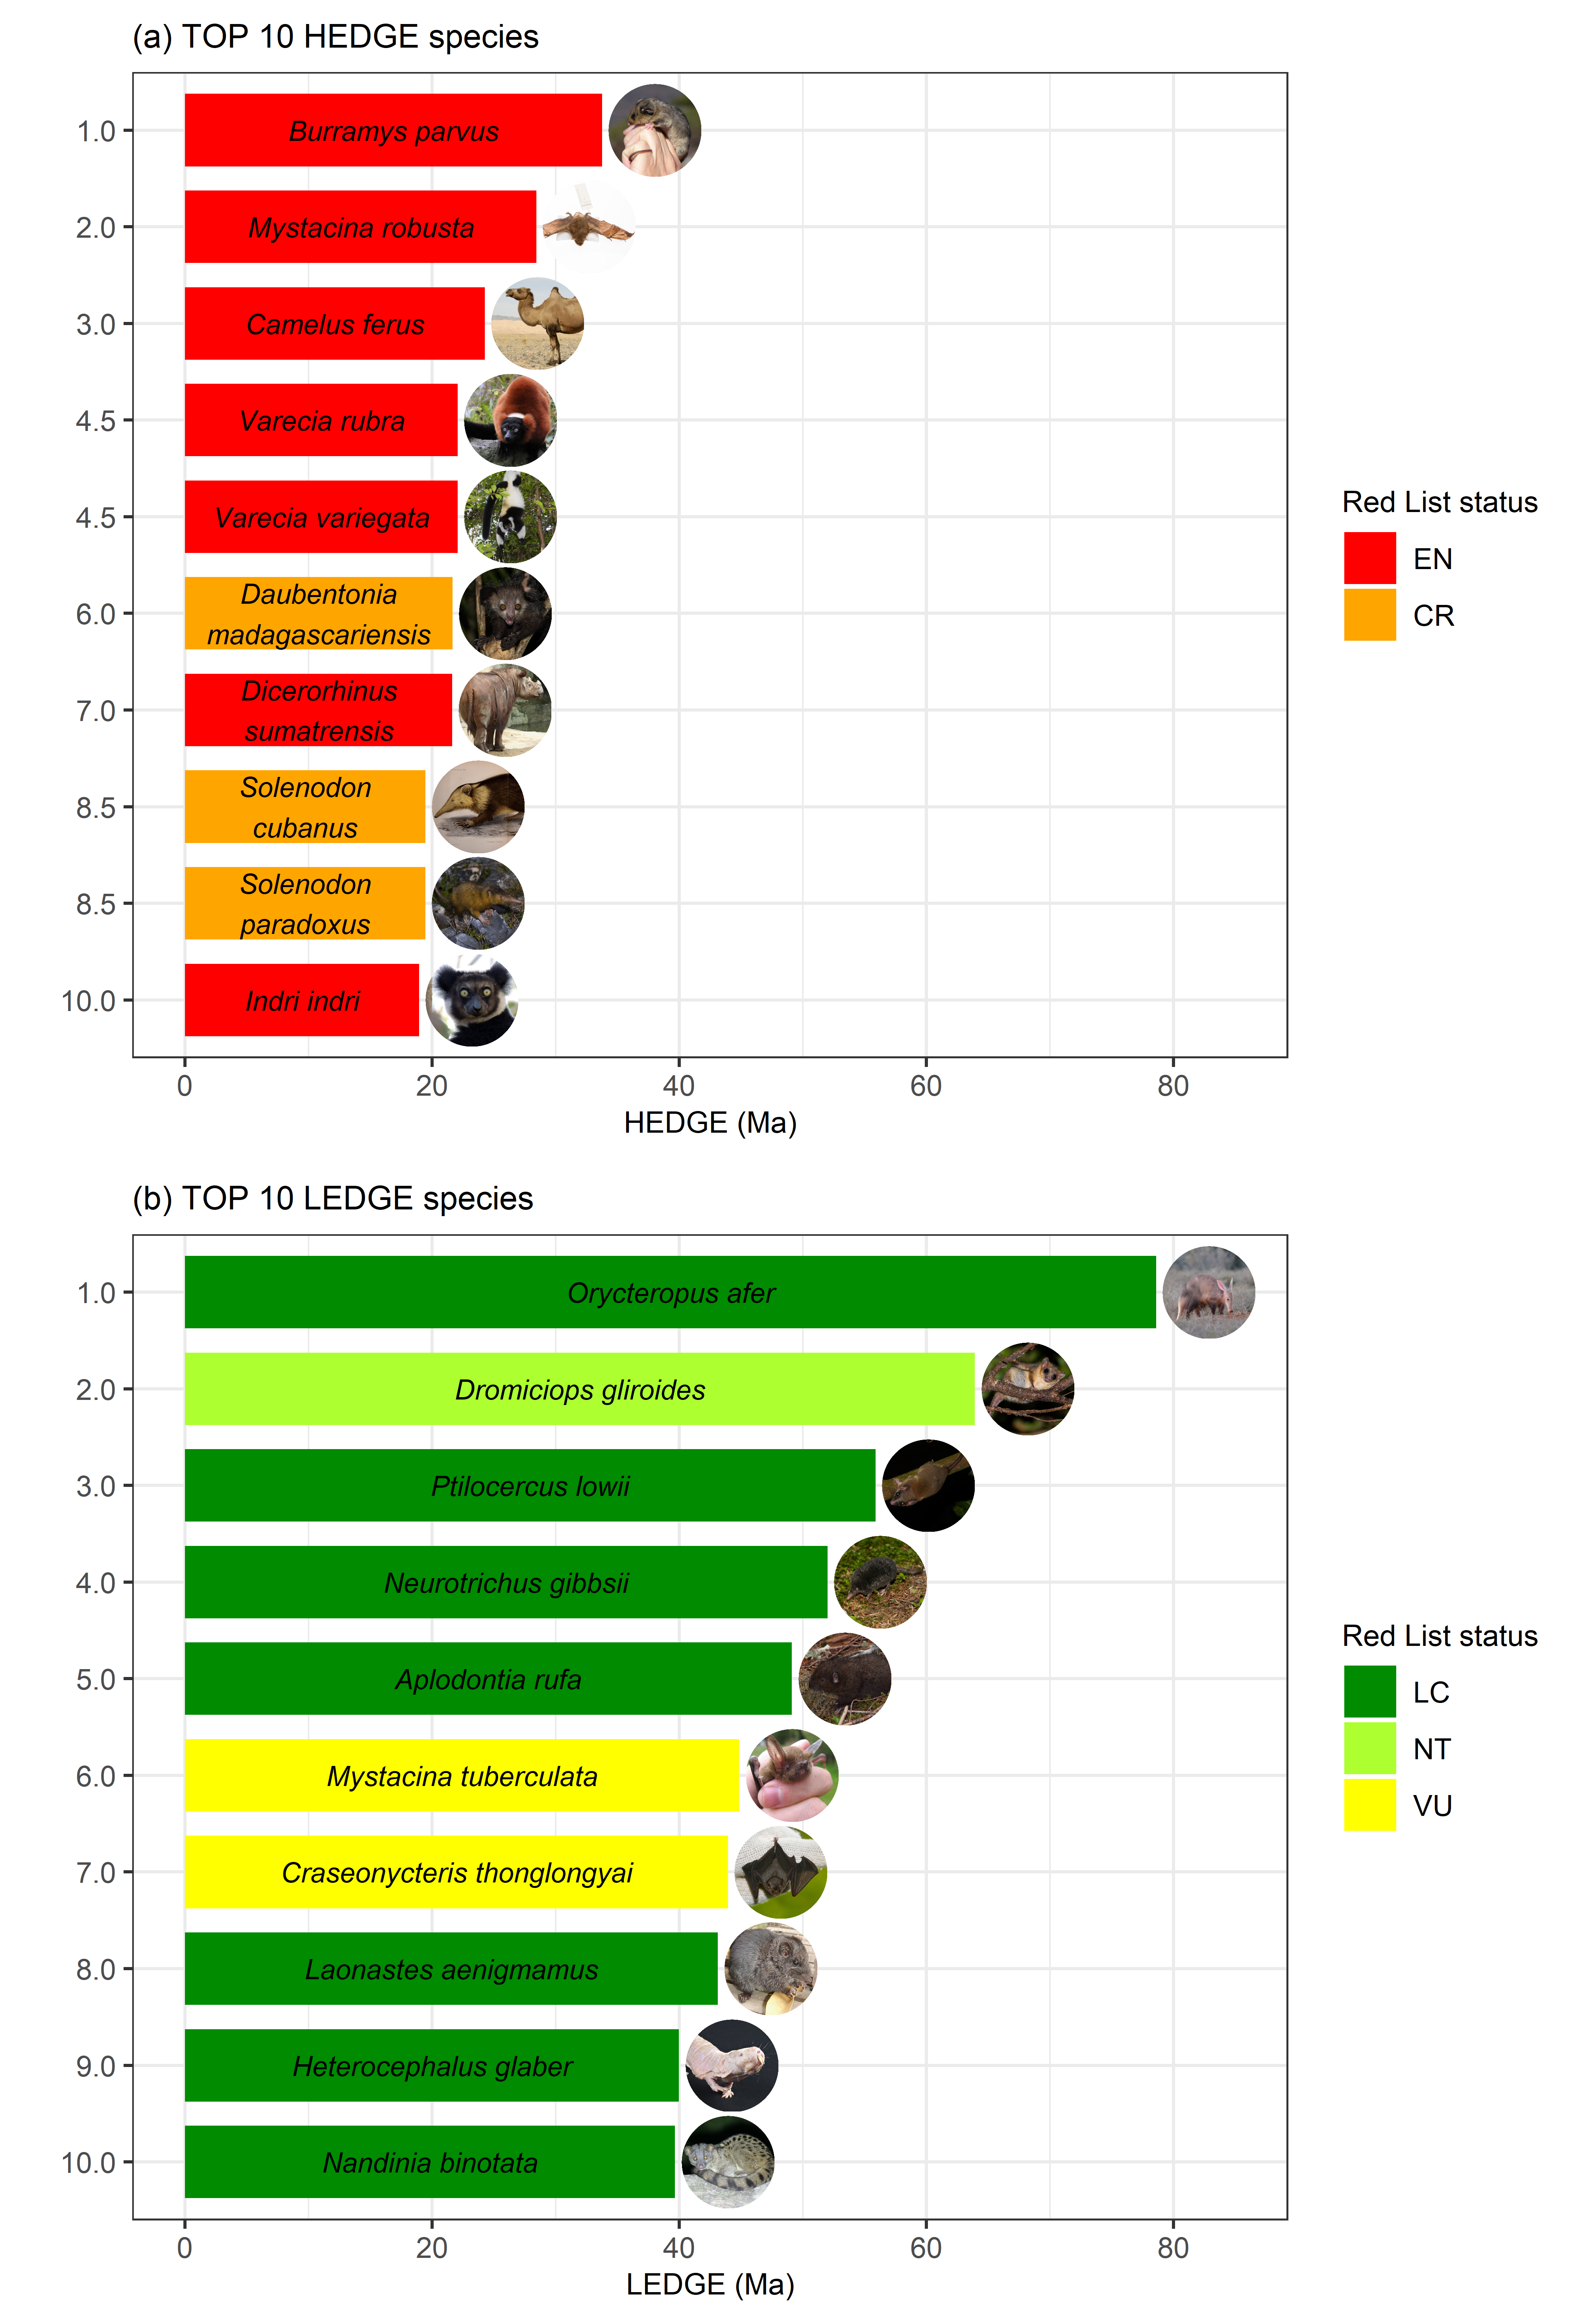 (a) TOP 10 HEDGE species
1.0
Burramys parvus
2.0
Mystacina robusta
3.0
Camelus ferus
4.5
Varecia rubra
4.5
Varecia variegata
6.0
Daubentonia
madagascariensis
7.0
Dicerorhinus
sumatrensis
8.5
Solenodon
cubanus
8.5
Solenodon
paradoxus
10.0
Indri indri
0 20 40 60 80
HEDGE (Ma)
Red List status
EN
CR
(b) TOP 10 LEDGE species
1.0
Orycteropus afer
2.0
Dromiciops gliroides
3.0
Ptilocercus lowii
4.0
Neurotrichus gibbsii
5.0
Aplodontia rufa
6.0
Mystacina tuberculata
7.0
Craseonycteris thonglongyai
8.0
Laonastes aenigmamus
9.0
Heterocephalus glaber
10.0
Nandinia binotata
0 20 40 60 80
LEDGE (Ma)
Red List status
LC
NT
VU